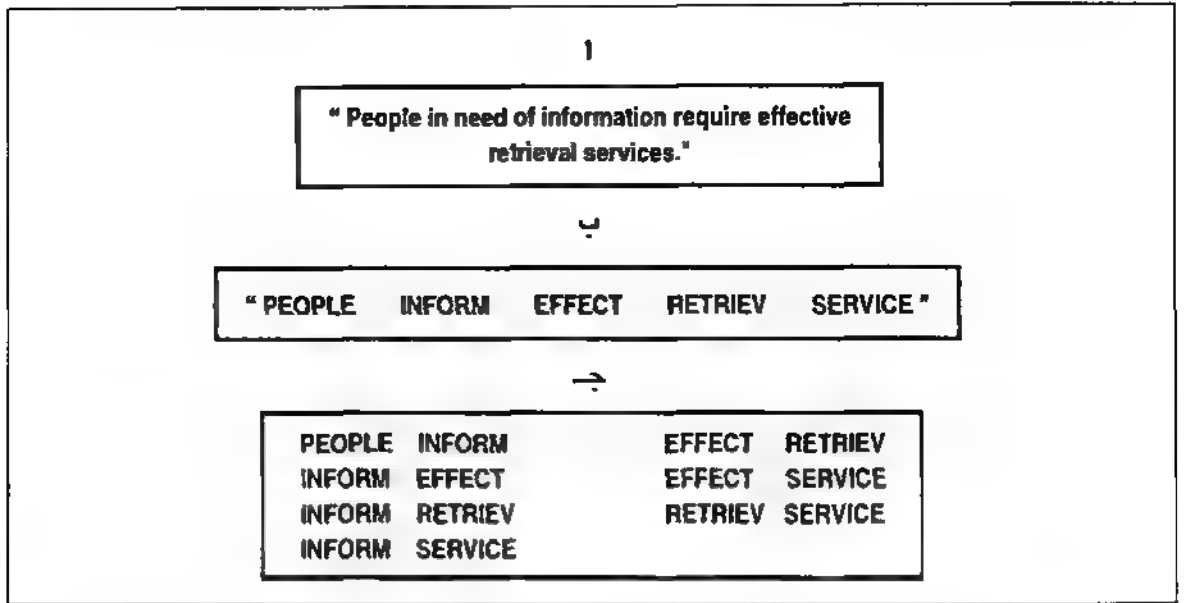 أ
" People in need of information require effective
retrieval services."
ب
" PEOPLE INFORM EFFECT RETRIEV SERVICE "
ج
PEOPLE INFORM EFFECT RETRIEV
INFORM EFFECT EFFECT SERVICE
INFORM RETRIEV RETRIEV SERVICE
INFORM SERVICE